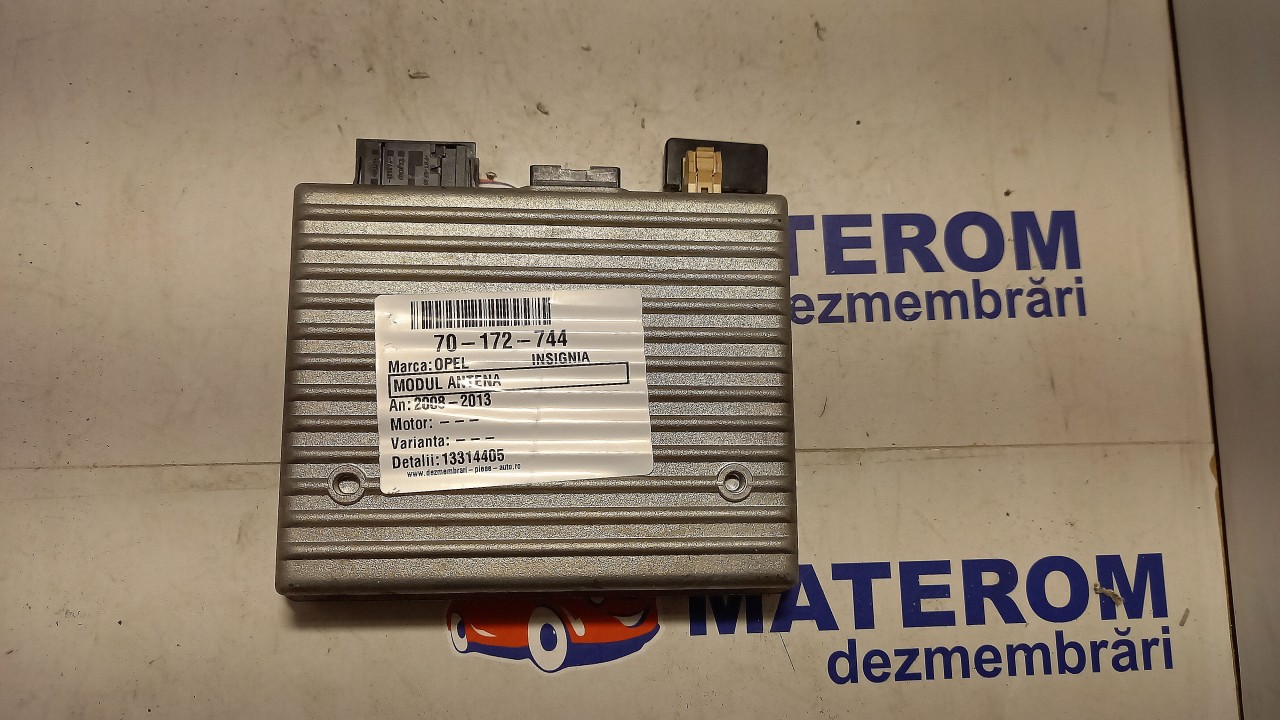 70-172-744
Marca: OPEL INSIGNIA
MODUL ANTENA
An: 2008-2013
Motor: ---
Varianta: ---
Detalii: 13314405
www.dezmembrari-piese-auto.ro
TEROM
dezmembrări
MATEROM
dezmembrări